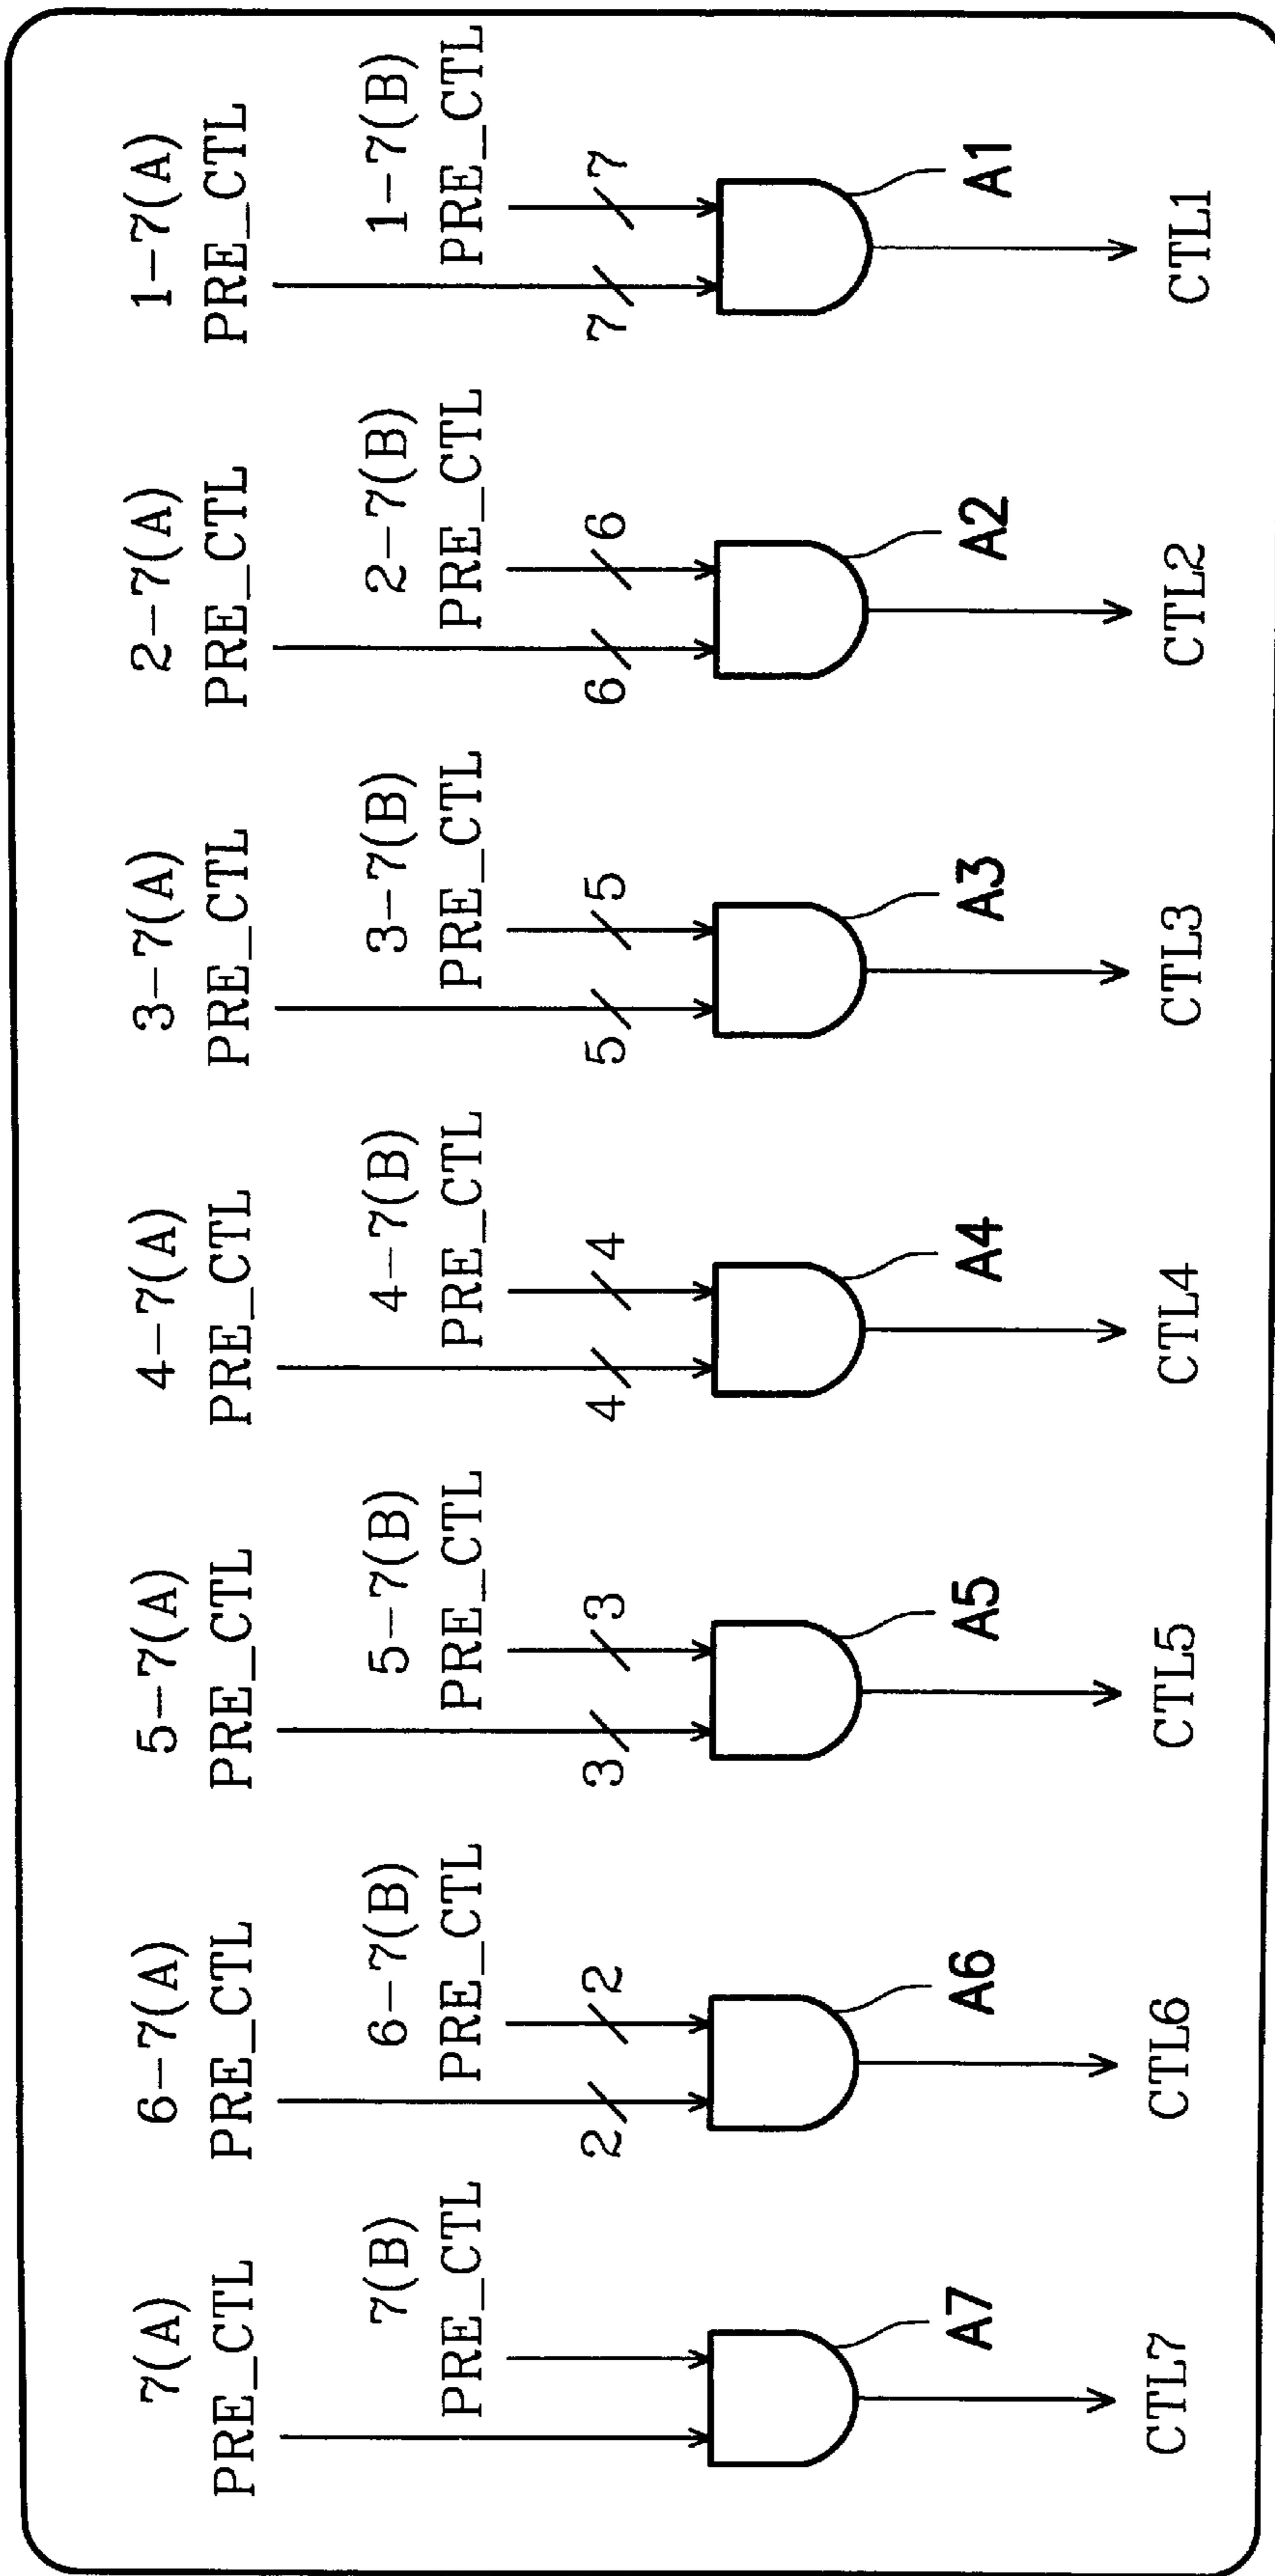 7(A)
PRE_CTL
7(B)
PRE_CTL
A7
CTL7
6-7(A)
PRE_CTL
6-7(B)
PRE_CTL
2
2
A6
CTL6
5-7(A)
PRE_CTL
5-7(B)
PRE_CTL
3
3
A5
CTL5
4-7(A)
PRE_CTL
4-7(B)
PRE_CTL
4
4
A4
CTL4
3-7(A)
PRE_CTL
3-7(B)
PRE_CTL
5
5
A3
CTL3
2-7(A)
PRE_CTL
2-7(B)
PRE_CTL
6
6
A2
CTL2
1-7(A)
PRE_CTL
1-7(B)
PRE_CTL
7
7
A1
CTL1